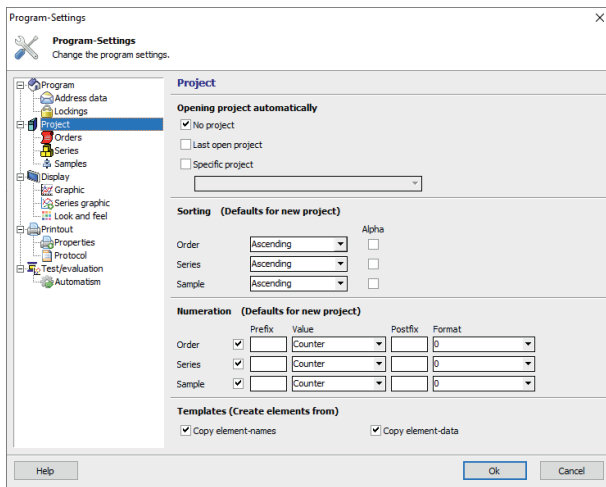 Program-Settings
Program-Settings
Change the program settings.
Program
Address data
Lockings
Project
Orders
Series
Samples
Display
Graphic
Series graphic
Look and feel
Printout
Properties
Protocol
Test/evaluation
Automatism
Project
Opening project automatically
No project
Last open project
Specific project
Sorting (Defaults for new project)
Alpha
Order Ascending
Series Ascending
Sample Ascending
Numeration (Defaults for new project)
Prefix Value Postfix Format
Order Counter 0
Series Counter 0
Sample Counter 0
Templates (Create elements from)
Copy element-names Copy element-data
Help Ok Cancel